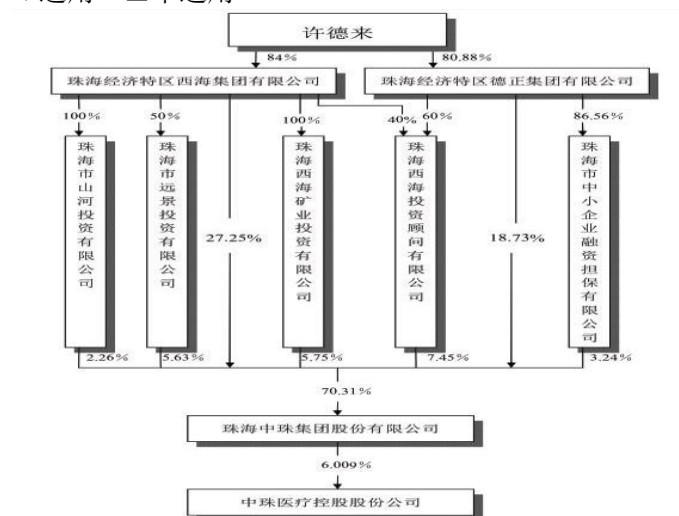 许德来
84%
80.88%
珠海经济特区西海集团有限公司
珠海经济特区德正集团有限公司
100%
50%
100%
40%
60%
86.56%
珠海市山河投资有限公司
珠海市远景投资有限公司
珠海西海矿业投资有限公司
珠海西海投资顾问有限公司
珠海市中小企业融资担保有限公司
27.25%
18.73%
2.26%
5.63%
5.75%
7.45%
3.24%
70.31%
珠海中珠集团股份有限公司
6.009%
中珠医疗控股股份公司